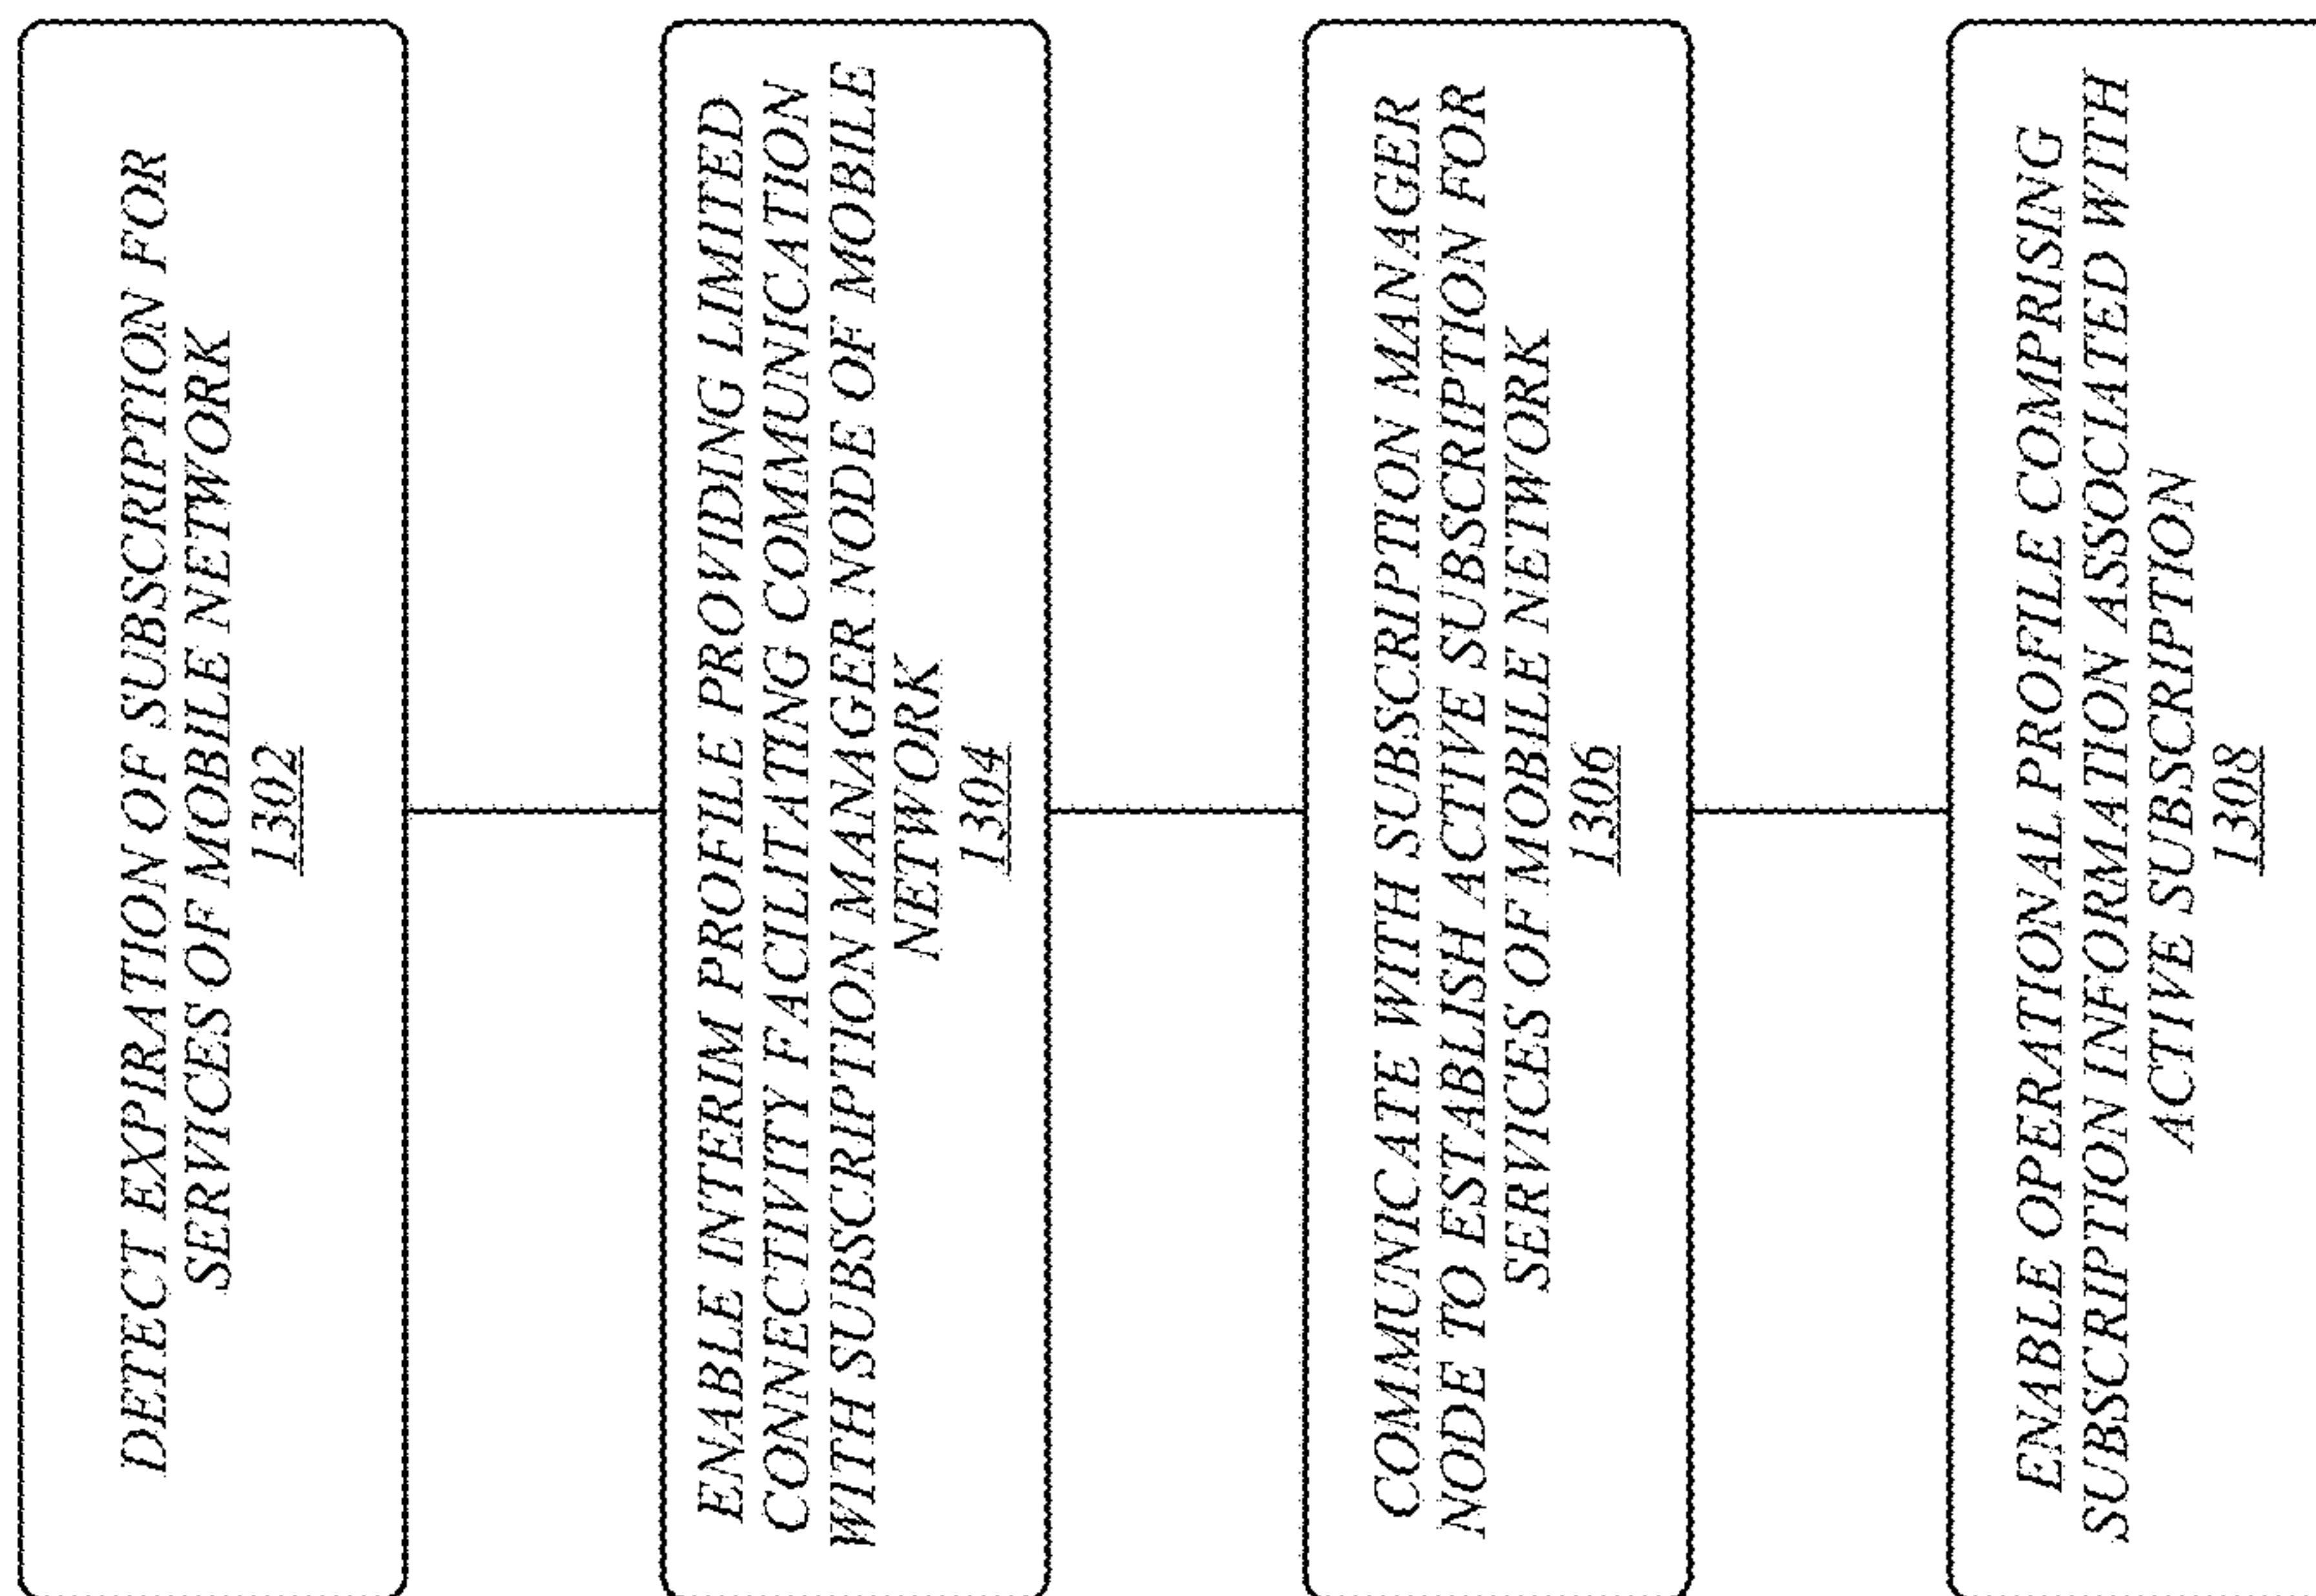 DETECT EXPIRATION OF SUBSCRIPTION FOR
SERVICES OF MOBILE NETWORK
1302
ENABLE INTERIM PROFILE PROVIDING LIMITED
CONNECTIVITY FACILITATING COMMUNICATION
WITH SUBSCRIPTION MANAGER NODE OF MOBILE
NETWORK
1304
COMMUNICATE WITH SUBSCRIPTION MANAGER
NODE TO ESTABLISH ACTIVE SUBSCRIPTION FOR
SERVICES OF MOBILE NETWORK
1306
ENABLE OPERATIONAL PROFILE COMPRISING
SUBSCRIPTION INFORMATION ASSOCIATED WITH
ACTIVE SUBSCRIPTION
1308